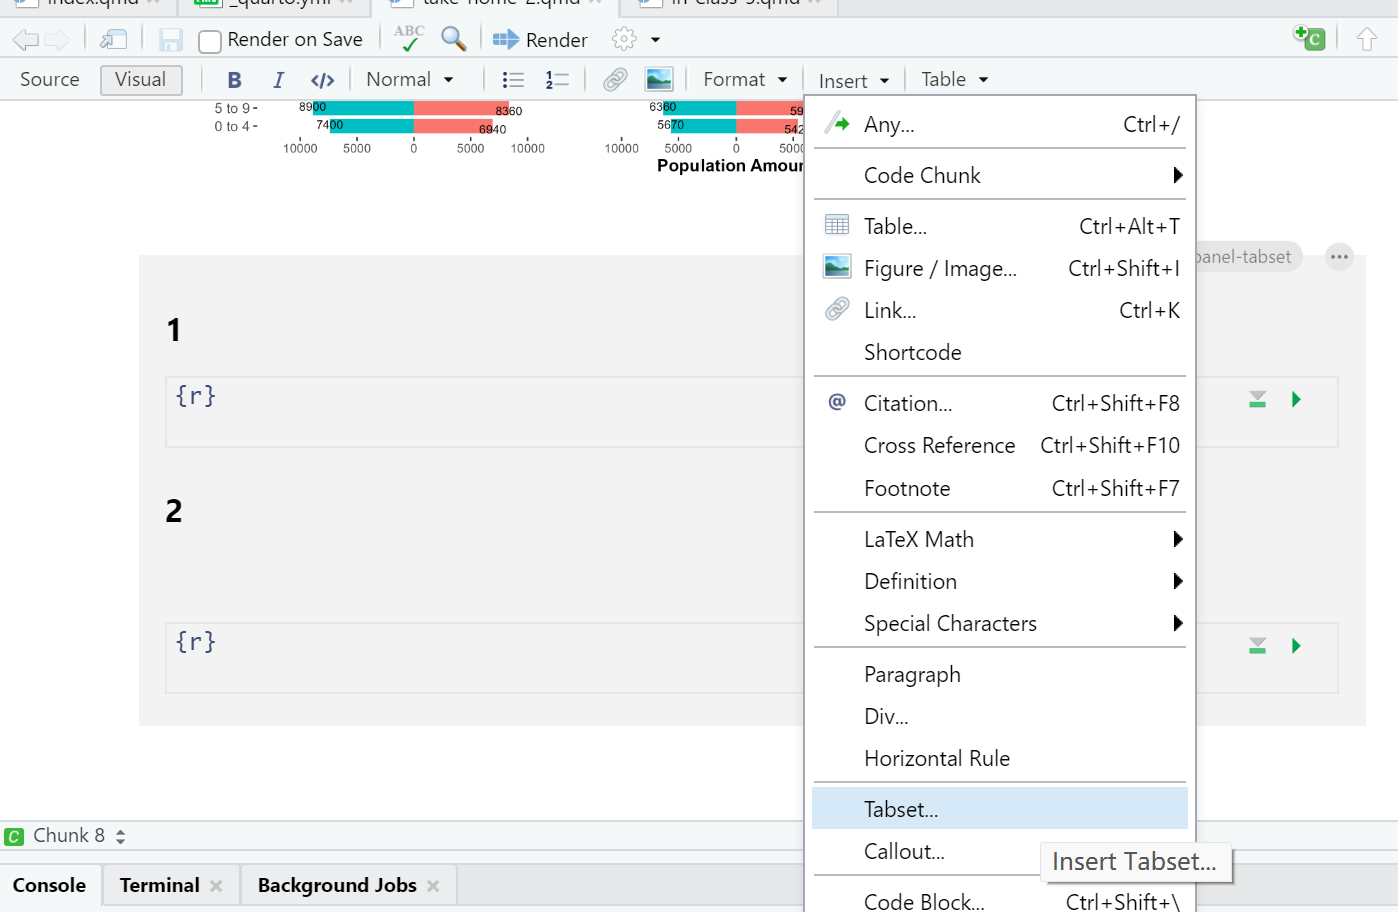 index.qmd
_quarto.yml
take-home-2.qmd
in-class-5.qmd
Render on Save
ABC
Render
Source
Visual
B
I
</>
Normal
Format
Insert
Table
5 to 9
8900
8360
6360
59
0 to 4
7400
6940
5670
542
10000 5000 0 5000 10000
10000 5000 0 5000
Population Amour
Any... Ctrl+/
Code Chunk
Table... Ctrl+Alt+T
Figure / Image... Ctrl+Shift+I
Link... Ctrl+K
Shortcode
@ Citation... Ctrl+Shift+F8
Cross Reference Ctrl+Shift+F10
Footnote Ctrl+Shift+F7
LaTeX Math
Definition
Special Characters
Paragraph
Div...
Horizontal Rule
Tabset...
Callout...
Insert Tabset...
Code Block... Ctrl+Shift+\
panel-tabset
1
{r}
2
{r}
C Chunk 8
Console
Terminal
Background Jobs